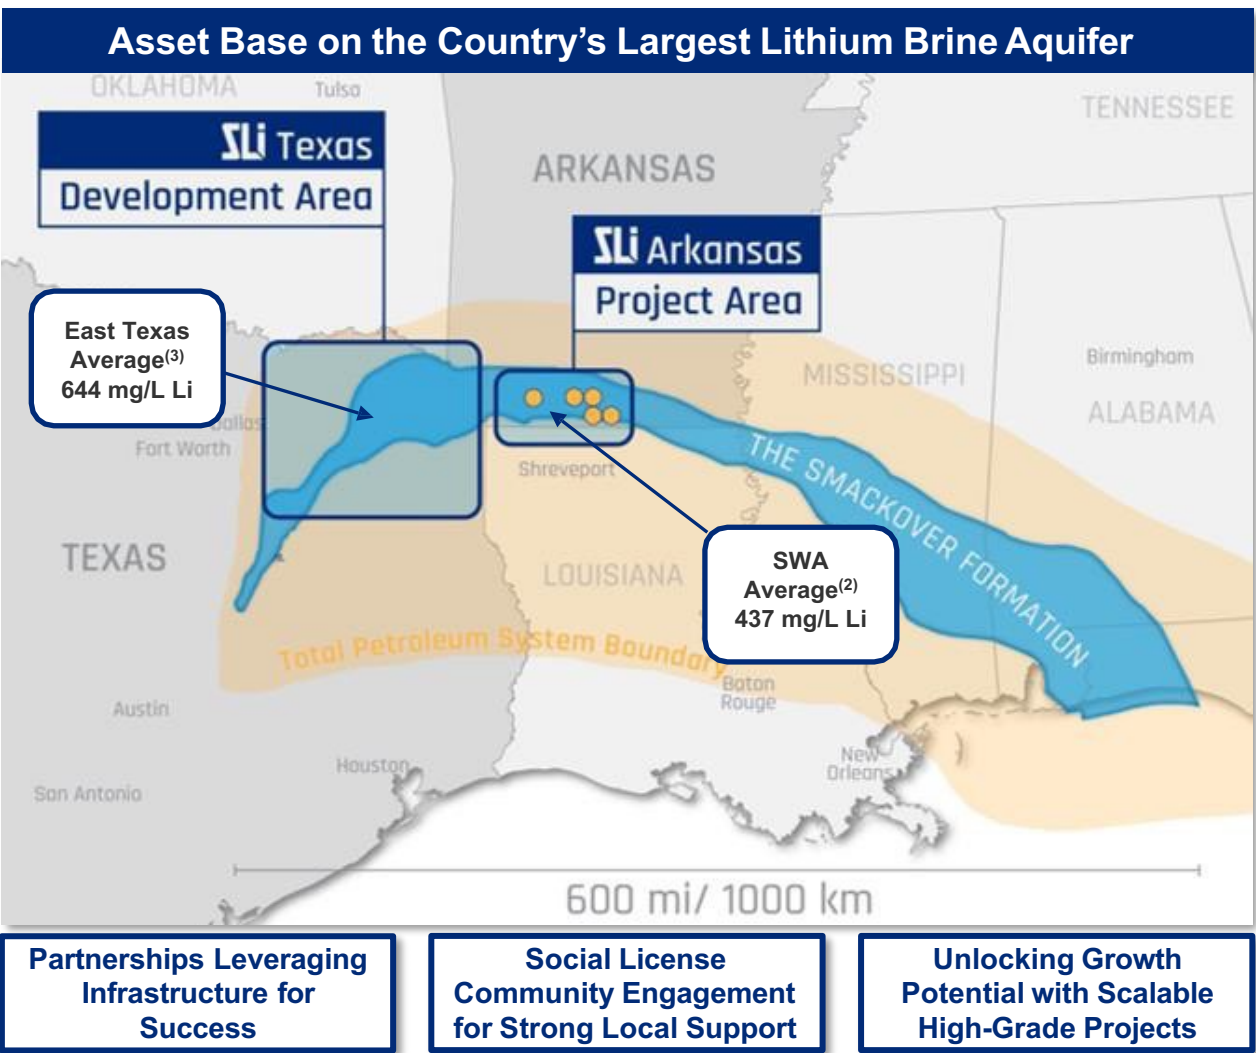 Asset Base on the Country's Largest Lithium Brine Aquifer
OKLAHOMA
Tulsa
TENNESSEE
SLi Texas
Development Area
ARKANSAS
SLi Arkansas
Project Area
East Texas
Average(3)
644 mg/L Li
Dallas
Fort Worth
Birmingham
MISSISSIPPI
ALABAMA
Shreveport
THE SMACKOVER FORMATION
TEXAS
LOUISIANA
SWA
Average(2)
437 mg/L Li
Total Petroleum System Boundary
Austin
Baton
Rouge
Houston
New
Orleans
San Antonio
600 mi/ 1000 km
Partnerships Leveraging
Infrastructure for
Success
Social License
Community Engagement
for Strong Local Support
Unlocking Growth
Potential with Scalable
High-Grade Projects